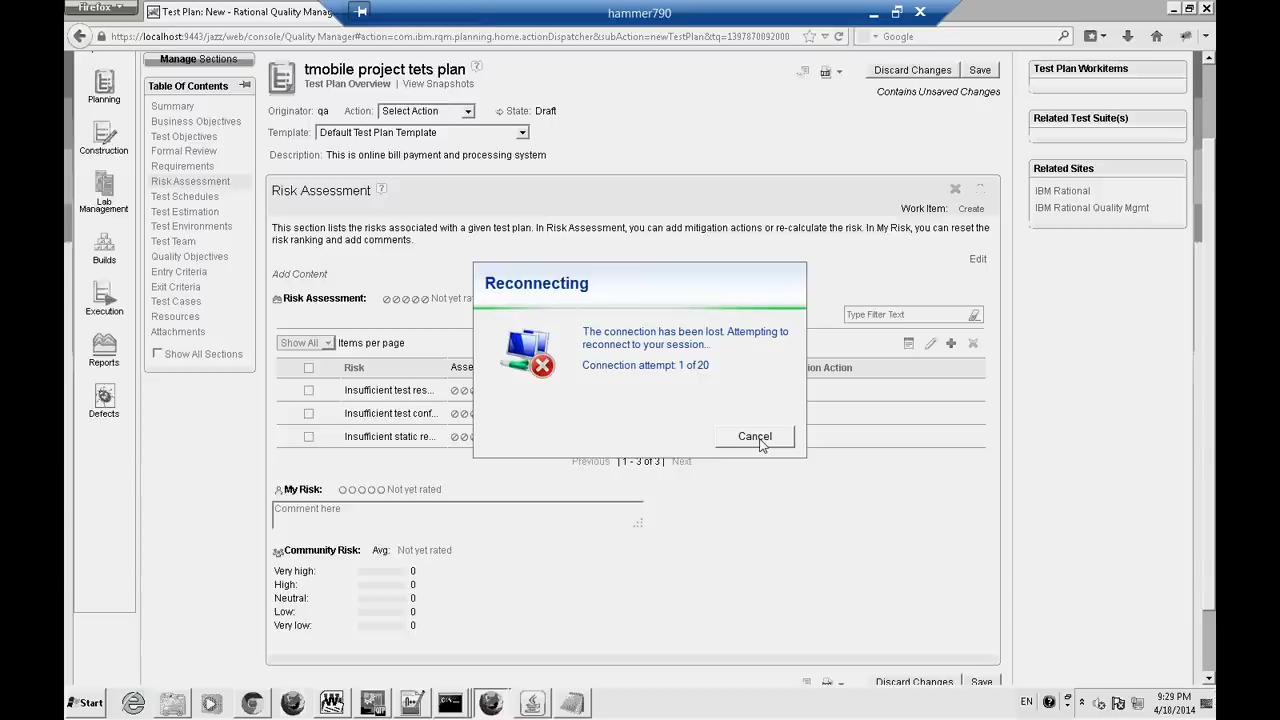 Firefox
Test Plan: New - Rational Quality Manag...
hammer790
https://localhost:9443/jazz/web/console/Quality Manager#action=com.ibm.rqm.planning.home.actionDispatcher&subAction=newTestPlan&tq=1397870092000
Google
Planning
Construction
Lab
Management
Builds
Execution
Reports
Defects
Manage Sections
Table Of Contents
Summary
Business Objectives
Test Objectives
Formal Review
Requirements
Risk Assessment
Test Schedules
Test Estimation
Test Environments
Test Team
Quality Objectives
Entry Criteria
Exit Criteria
Test Cases
Resources
Attachments
Show All Sections
tmobile project tets plan
Test Plan Overview | View Snapshots
Discard Changes
Save
Contains Unsaved Changes
Originator: qa Action: Select Action State: Draft
Template: Default Test Plan Template
Description: This is online bill payment and processing system
Risk Assessment
Work Item: Create
This section lists the risks associated with a given test plan. In Risk Assessment, you can add mitigation actions or re-calculate the risk. In My Risk, you can reset the
risk ranking and add comments.
Edit
Add Content
Risk Assessment: Not yet ra
Type Filter Text
Show All Items per page
Risk Asse on Action
Insufficient test res...
Insufficient test conf...
Insufficient static re...
Previous | 1 - 3 of 3 | Next
Reconnecting
The connection has been lost. Attempting to
reconnect to your session...
Connection attempt: 1 of 20
Cancel
My Risk: Not yet rated
Comment here
Community Risk: Avg: Not yet rated
Very high: 0
High: 0
Neutral: 0
Low: 0
Very low: 0
Discard Changes Save
Test Plan Workitems
Related Test Suite(s)
Related Sites
IBM Rational
IBM Rational Quality Mgmt
Start
EN
9:29 PM
4/18/2014